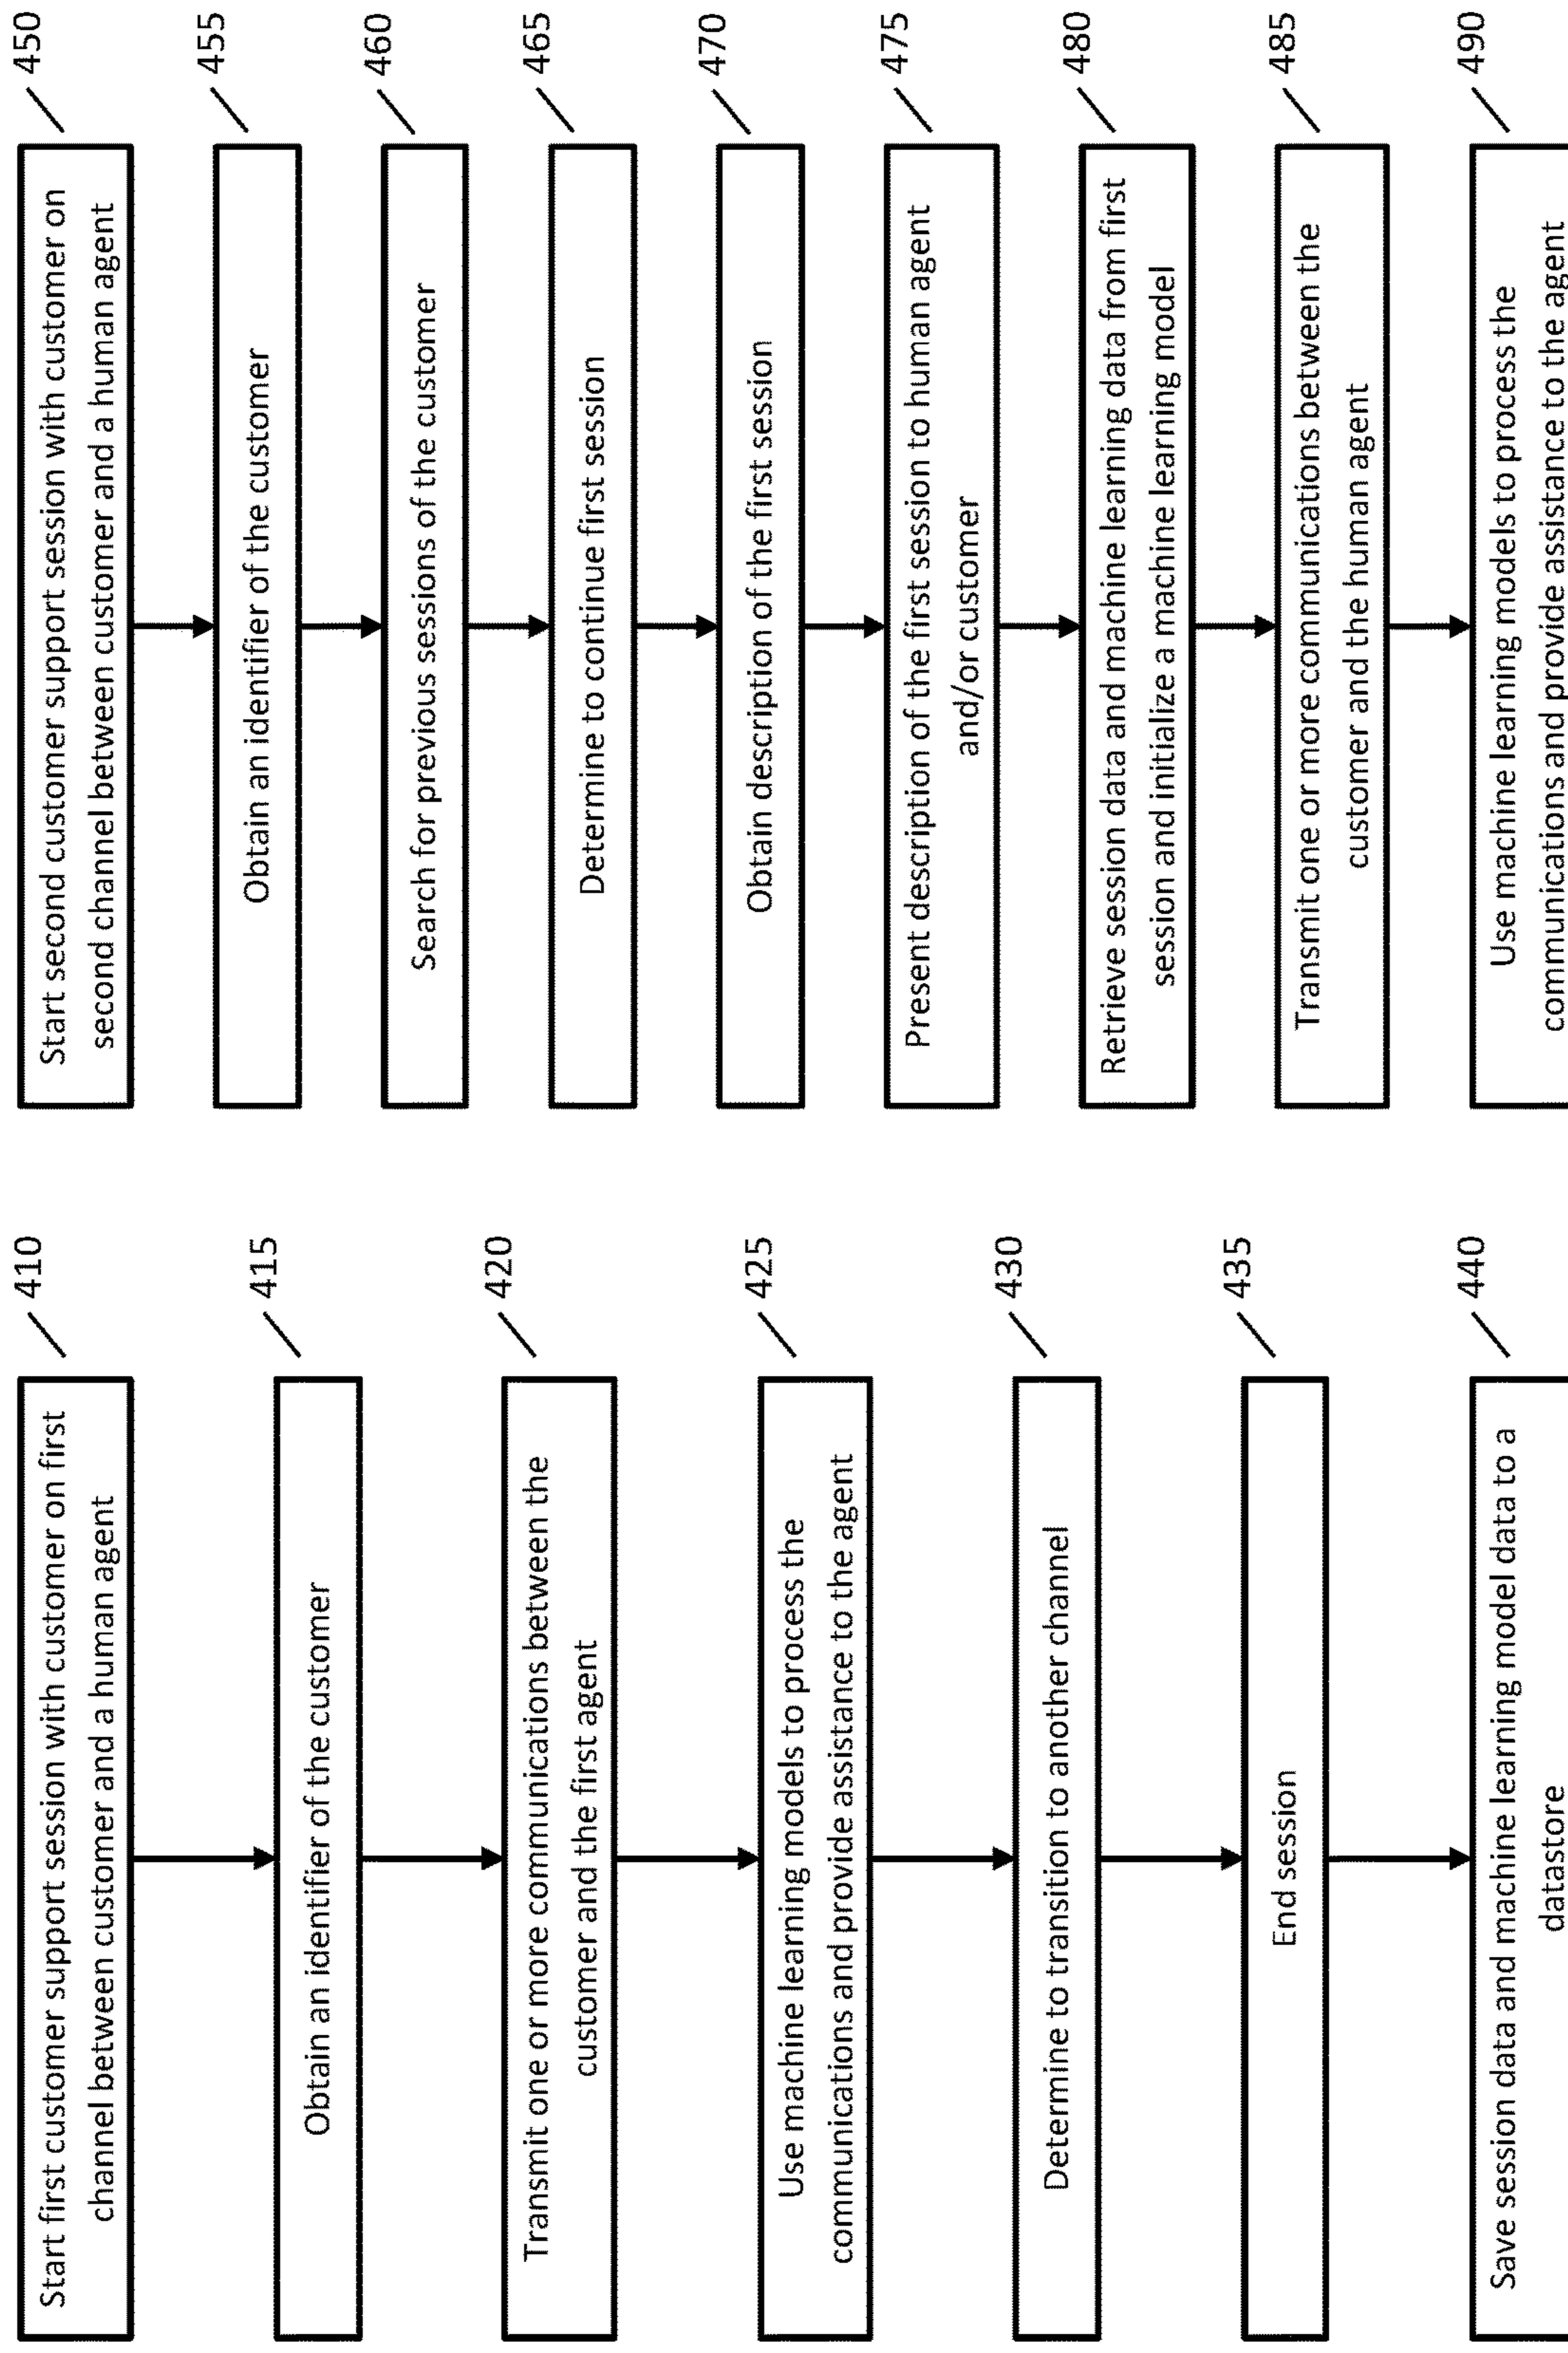 410
Start first customer support session with customer on first
channel between customer and a human agent
415
Obtain an identifier of the customer
420
Transmit one or more communications between the
customer and the first agent
425
Use machine learning models to process the
communications and provide assistance to the agent
430
Determine to transition to another channel
435
End session
440
Save session data and machine learning model data to a
datastore
450
Start second customer support session with customer on
second channel between customer and a human agent
455
Obtain an identifier of the customer
460
Search for previous sessions of the customer
465
Determine to continue first session
470
Obtain description of the first session
475
Present description of the first session to human agent
and/or customer
480
Retrieve session data and machine learning data from first
session and initialize a machine learning model
485
Transmit one or more communications between the
customer and the human agent
490
Use machine learning models to process the
communications and provide assistance to the agent